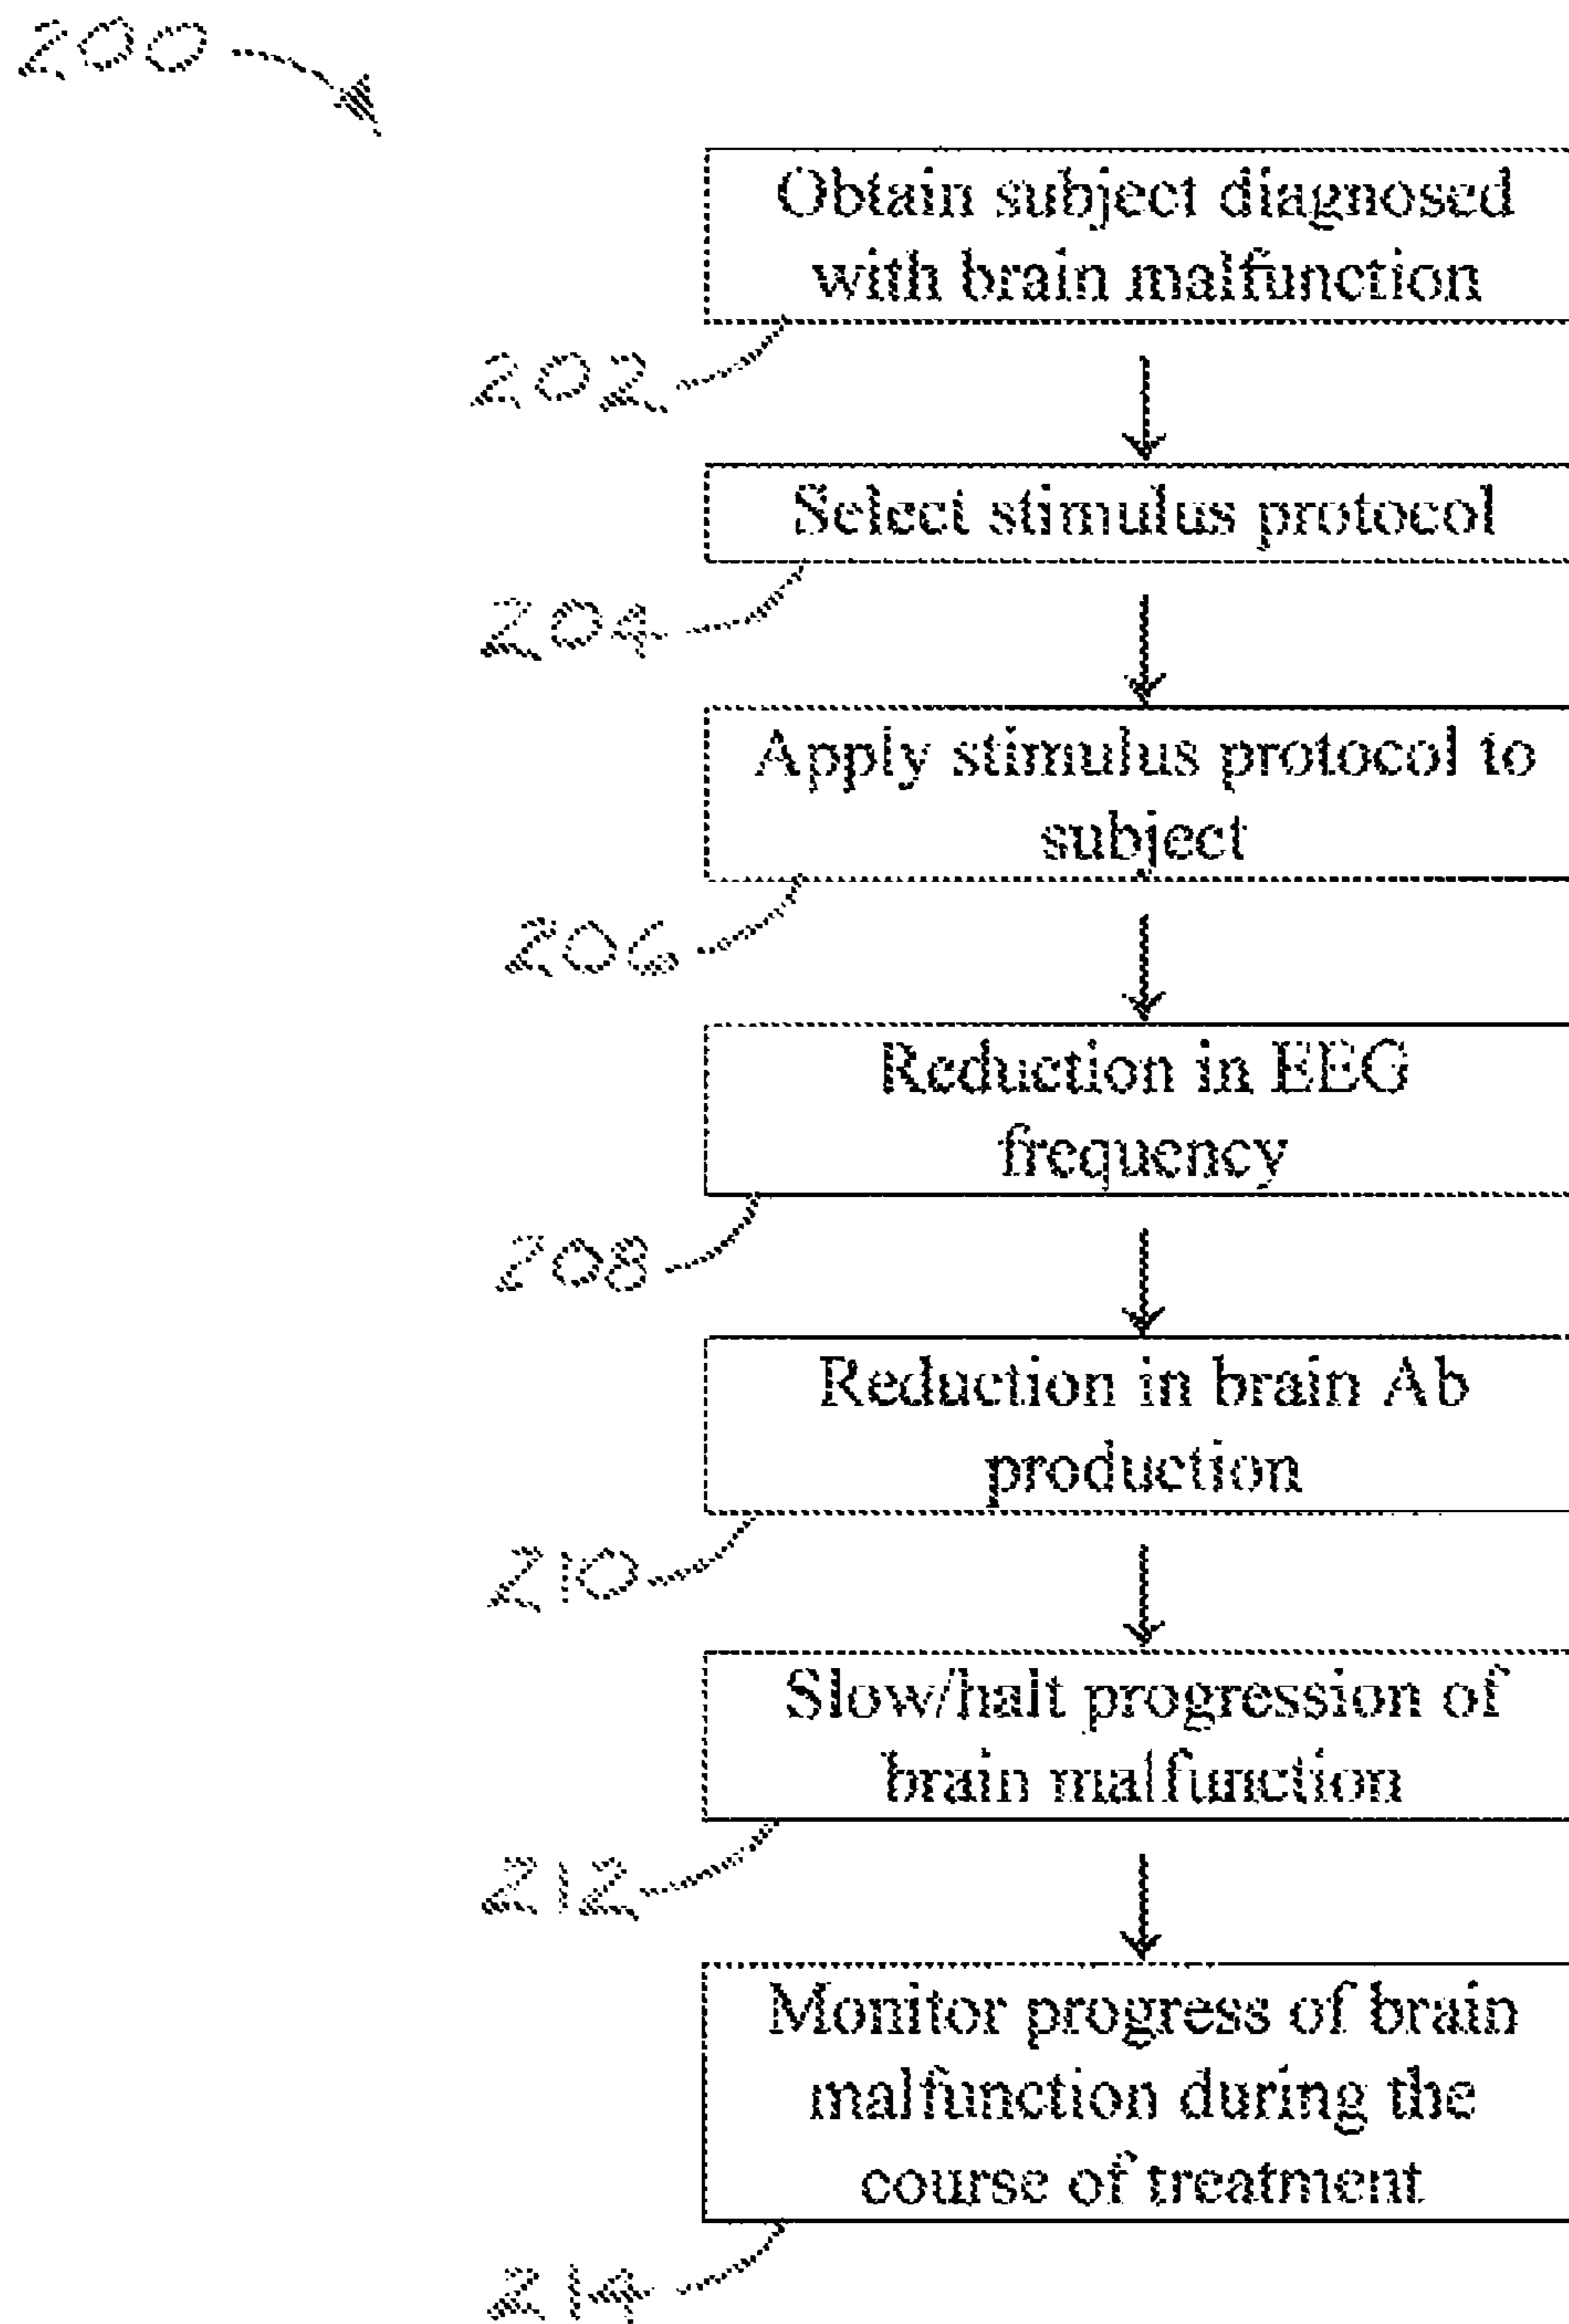 200
Obtain subject diagnosed
with brain malfunction
202
Select stimulus protocol
204
Apply stimulus protocol to
subject
206
Reduction in EEG
frequency
208
Reduction in brain Ab
production
210
Slow/halt progression of
brain malfunction
212
Monitor progress of brain
malfunction during the
course of treatment
214